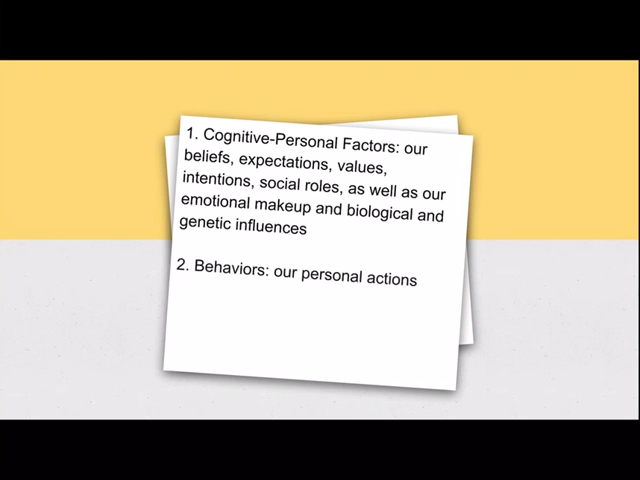 1. Cognitive-Personal Factors: our
beliefs, expectations, values,
intentions, social roles, as well as our
emotional makeup and biological and
genetic influences
2. Behaviors: our personal actions